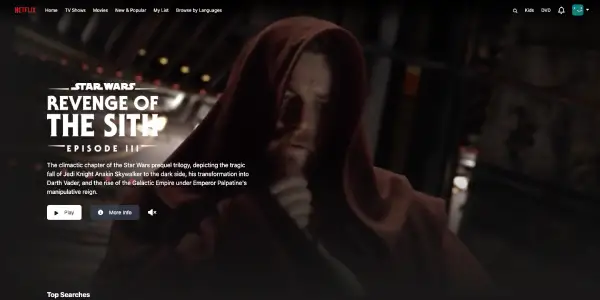 NETFLIX Home TV Shows Movies New & Popular My List Browse by Languages Kids DVD
STAR WARS
REVENGE OF
THE SITH
EPISODE III
The climactic chapter of the Star Wars prequel trilogy, depicting the tragic
fall of Jedi Knight Anakin Skywalker to the dark side, his transformation into
Darth Vader, and the rise of the Galactic Empire under Emperor Palpatine's
manipulative reign.
Play More Info
Top Searches